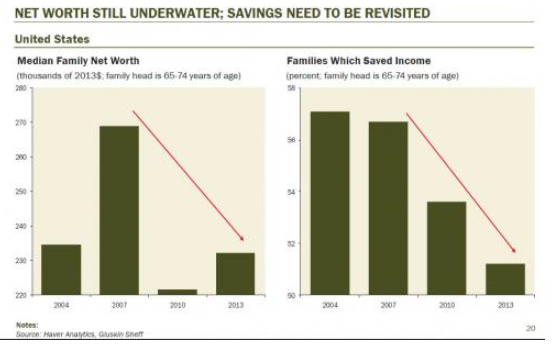 NET WORTH STILL UNDERWATER; SAVINGS NEED TO BE REVISITED
United States
Median Family Net Worth
(thousands of 2013$; family head is 65-74 years of age)
280
270
260
250
240
230
220
2004 2007 2010 2013
Families Which Saved Income
(percent; family head is 65-74 years of age)
58
56
54
52
50
2004 2007 2010 2013
Notes:
Source: Haver Analytics, Gluskin Sheff
20